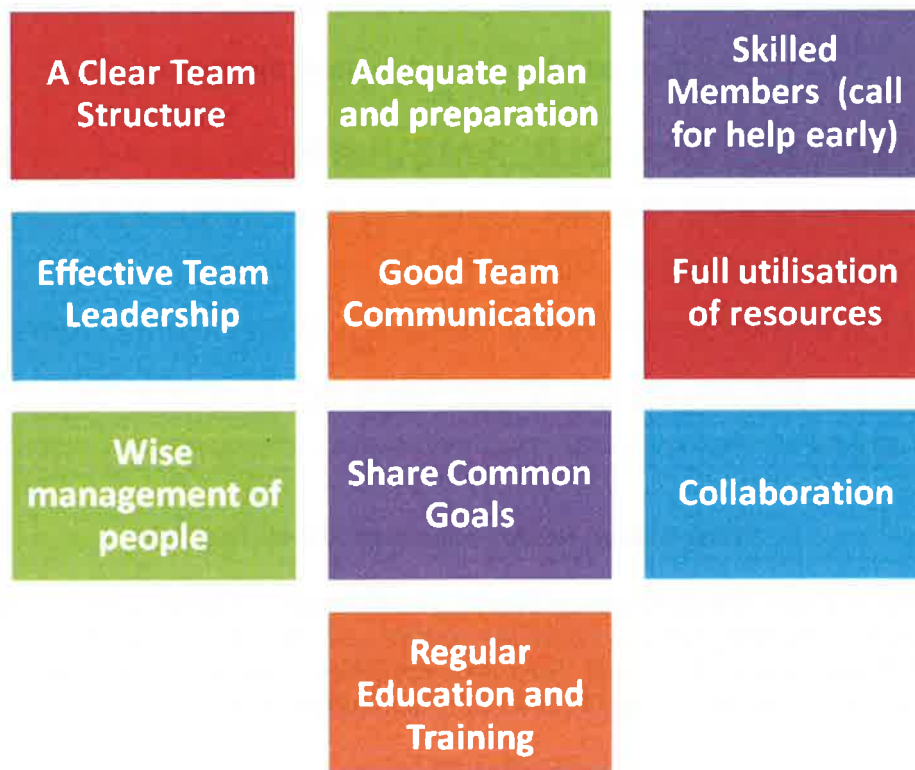 A Clear Team
Structure
Adequate plan
and preparation
Skilled
Members (call
for help early)
Effective Team
Leadership
Good Team
Communication
Full utilisation
of resources
Wise
management of
people
Share Common
Goals
Collaboration
Regular
Education and
Training